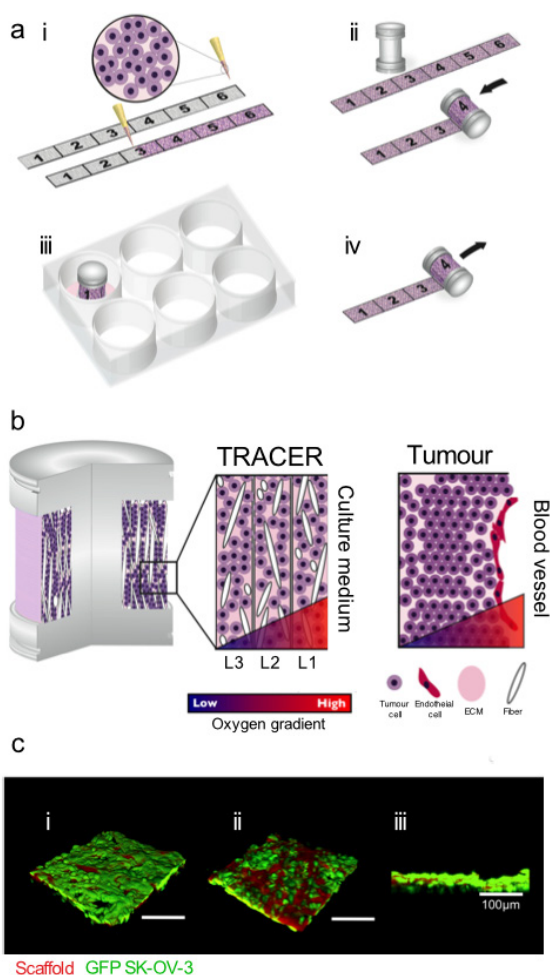 a
i
1 2 3 4 5 6
1 2 3 4 5 6
ii
1 2 3 4 5 6
1 2 3 4
iii
1
iv
1 2 3 4
b
TRACER
Culture medium
L3 L2 L1
Tumour
Blood vessel
Low High
Oxygen gradient
Tumour cell
Endotheial cell
ECM
Fiber
c
i
ii
iii
100µm
Scaffold GFP SK-OV-3